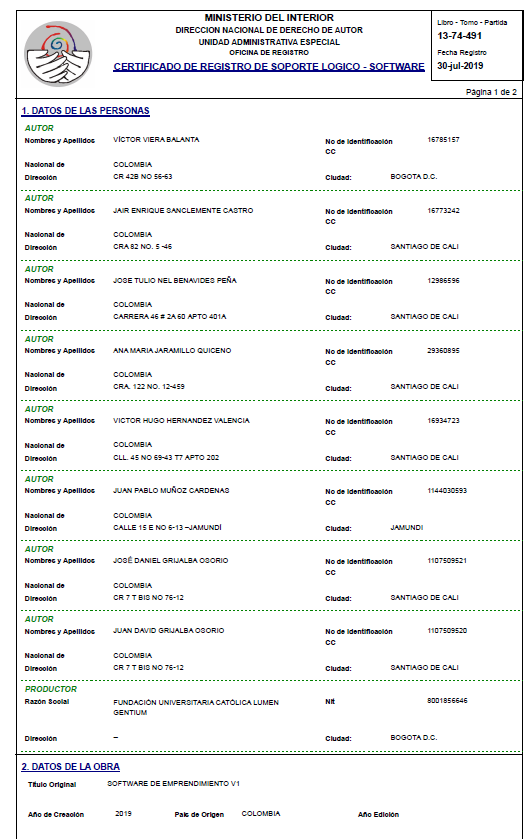 MINISTERIO DEL INTERIOR
DIRECCION NACIONAL DE DERECHO DE AUTOR
UNIDAD ADMINISTRATIVA ESPECIAL
OFICINA DE REGISTRO
CERTIFICADO DE REGISTRO DE SOPORTE LOGICO - SOFTWARE
Libro - Tomo - Partida
13-74-491
Fecha Registro
30-jul-2019
Página 1 de 2
1. DATOS DE LAS PERSONAS
AUTOR
Nombres y Apellidos VÍCTOR VIERA BALANTA No de Identificación CC 16785157
Nacional de COLOMBIA
Dirección CR 42B NO 56-63 Ciudad: BOGOTA D.C.
AUTOR
Nombres y Apellidos JAIR ENRIQUE SANCLEMENTE CASTRO No de Identificación CC 16773242
Nacional de COLOMBIA
Dirección CRA 82 NO. 5 -46 Ciudad: SANTIAGO DE CALI
AUTOR
Nombres y Apellidos JOSE TULIO NEL BENAVIDES PEÑA No de Identificación CC 12986596
Nacional de COLOMBIA
Dirección CARRERA 46 # 2A 60 APTO 401A Ciudad: SANTIAGO DE CALI
AUTOR
Nombres y Apellidos ANA MARIA JARAMILLO QUICENO No de Identificación CC 29360895
Nacional de COLOMBIA
Dirección CRA. 122 NO. 12-459 Ciudad: SANTIAGO DE CALI
AUTOR
Nombres y Apellidos VICTOR HUGO HERNANDEZ VALENCIA No de Identificación CC 16934723
Nacional de COLOMBIA
Dirección CLL. 45 NO 69-43 T7 APTO 202 Ciudad: SANTIAGO DE CALI
AUTOR
Nombres y Apellidos JUAN PABLO MUÑOZ CARDENAS No de Identificación CC 1144030593
Nacional de COLOMBIA
Dirección CALLE 15 E NO 6-13 –JAMUNDÍ Ciudad: JAMUNDI
AUTOR
Nombres y Apellidos JOSÉ DANIEL GRIJALBA OSORIO No de Identificación CC 1107509521
Nacional de COLOMBIA
Dirección CR 7 T BIS NO 76-12 Ciudad: SANTIAGO DE CALI
AUTOR
Nombres y Apellidos JUAN DAVID GRIJALBA OSORIO No de Identificación CC 1107509520
Nacional de COLOMBIA
Dirección CR 7 T BIS NO 76-12 Ciudad: SANTIAGO DE CALI
PRODUCTOR
Razón Social FUNDACIÓN UNIVERSITARIA CATÓLICA LUMEN GENTIUM Nit 8001856646
Dirección -- Ciudad: BOGOTA D.C.
2. DATOS DE LA OBRA
Título Original SOFTWARE DE EMPRENDIMIENTO V1
Año de Creación 2019 País de Origen COLOMBIA Año Edición